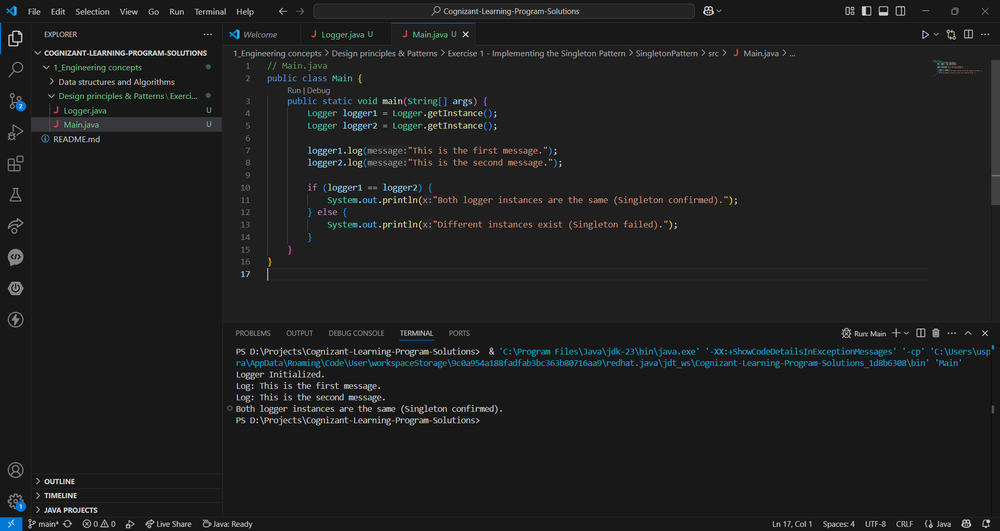 File Edit Selection View Go Run Terminal Help
Cognizant-Learning-Program-Solutions
EXPLORER
COGNIZANT-LEARNING-PROGRAM-SOLUTIONS
1_Engineering concepts
Data structures and Algorithms
Design principles & Patterns\Exerci...
Logger.java U
Main.java U
README.md
2
OUTLINE
TIMELINE
JAVA PROJECTS
1
Welcome Logger.java U Main.java U
1_Engineering concepts > Design principles & Patterns > Exercise 1 - Implementing the Singleton Pattern > SingletonPattern > src > Main.java > ...
1 // Main.java
2 public class Main {
Run | Debug
3 public static void main(String[] args) {
4 Logger logger1 = Logger.getInstance();
5 Logger logger2 = Logger.getInstance();
6
7 logger1.log(message:"This is the first message.");
8 logger2.log(message:"This is the second message.");
9
10 if (logger1 == logger2) {
11 System.out.println(x:"Both logger instances are the same (Singleton confirmed).");
12 } else {
13 System.out.println(x:"Different instances exist (Singleton failed).");
14 }
15 }
16 }
17
PROBLEMS OUTPUT DEBUG CONSOLE TERMINAL PORTS
Run: Main
PS D:\Projects\Cognizant-Learning-Program-Solutions>  & 'C:\Program Files\Java\jdk-23\bin\java.exe' '-XX:+ShowCodeDetailsInExceptionMessages' '-cp' 'C:\Users\usp
ra\AppData\Roaming\Code\User\workspaceStorage\9c0a954a188fadfab3bc363b80716aa9\redhat.java\jdt_ws\Cognizant-Learning-Program-Solutions_1d8b6308\bin' 'Main'
Logger Initialized.
Log: This is the first message.
Log: This is the second message.
Both logger instances are the same (Singleton confirmed).
PS D:\Projects\Cognizant-Learning-Program-Solutions>
main* 0 0 Live Share Java: Ready
Ln 17, Col 1 Spaces: 4 UTF-8 CRLF {} Java